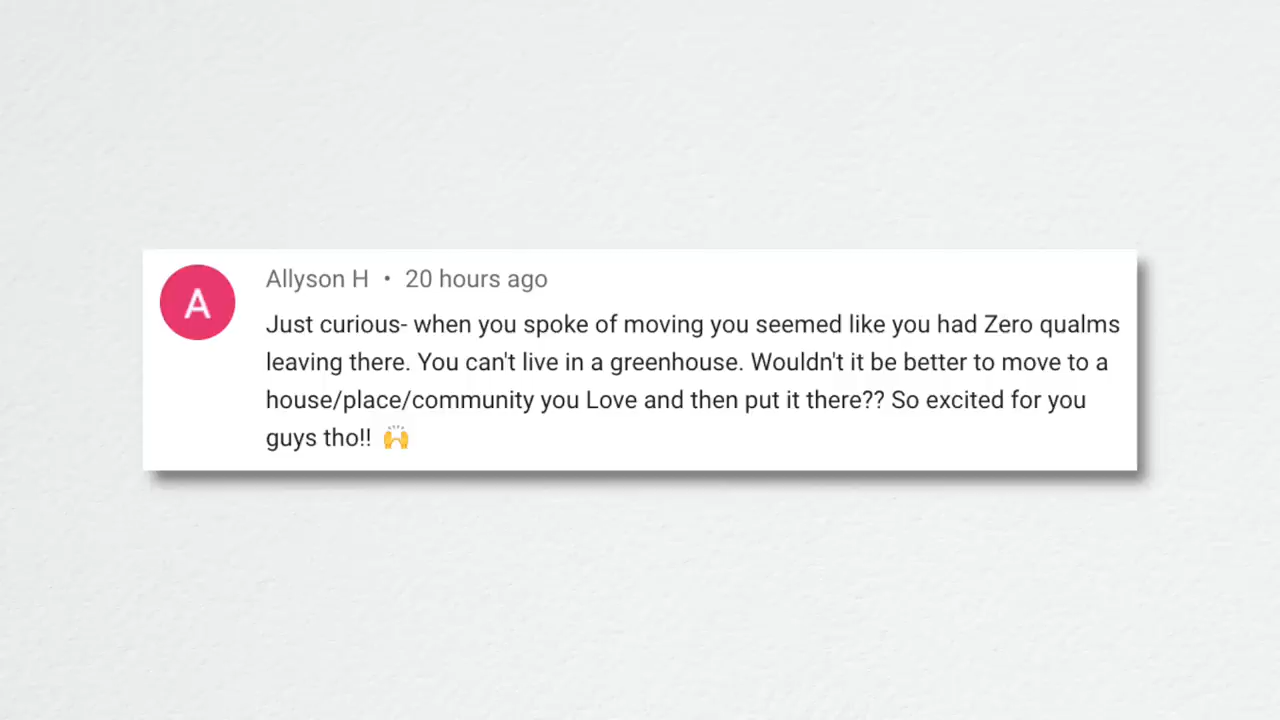 A
Allyson H • 20 hours ago
Just curious- when you spoke of moving you seemed like you had Zero qualms
leaving there. You can't live in a greenhouse. Wouldn't it be better to move to a
house/place/community you Love and then put it there?? So excited for you
guys tho!! 🙌